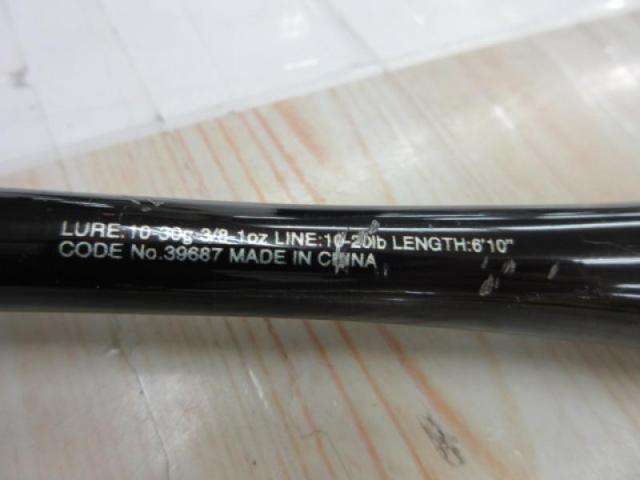 LURE:10-30g 3/8-1oz LINE:10-20lb LENGTH:6'10"
CODE No.39687 MADE IN CHINA